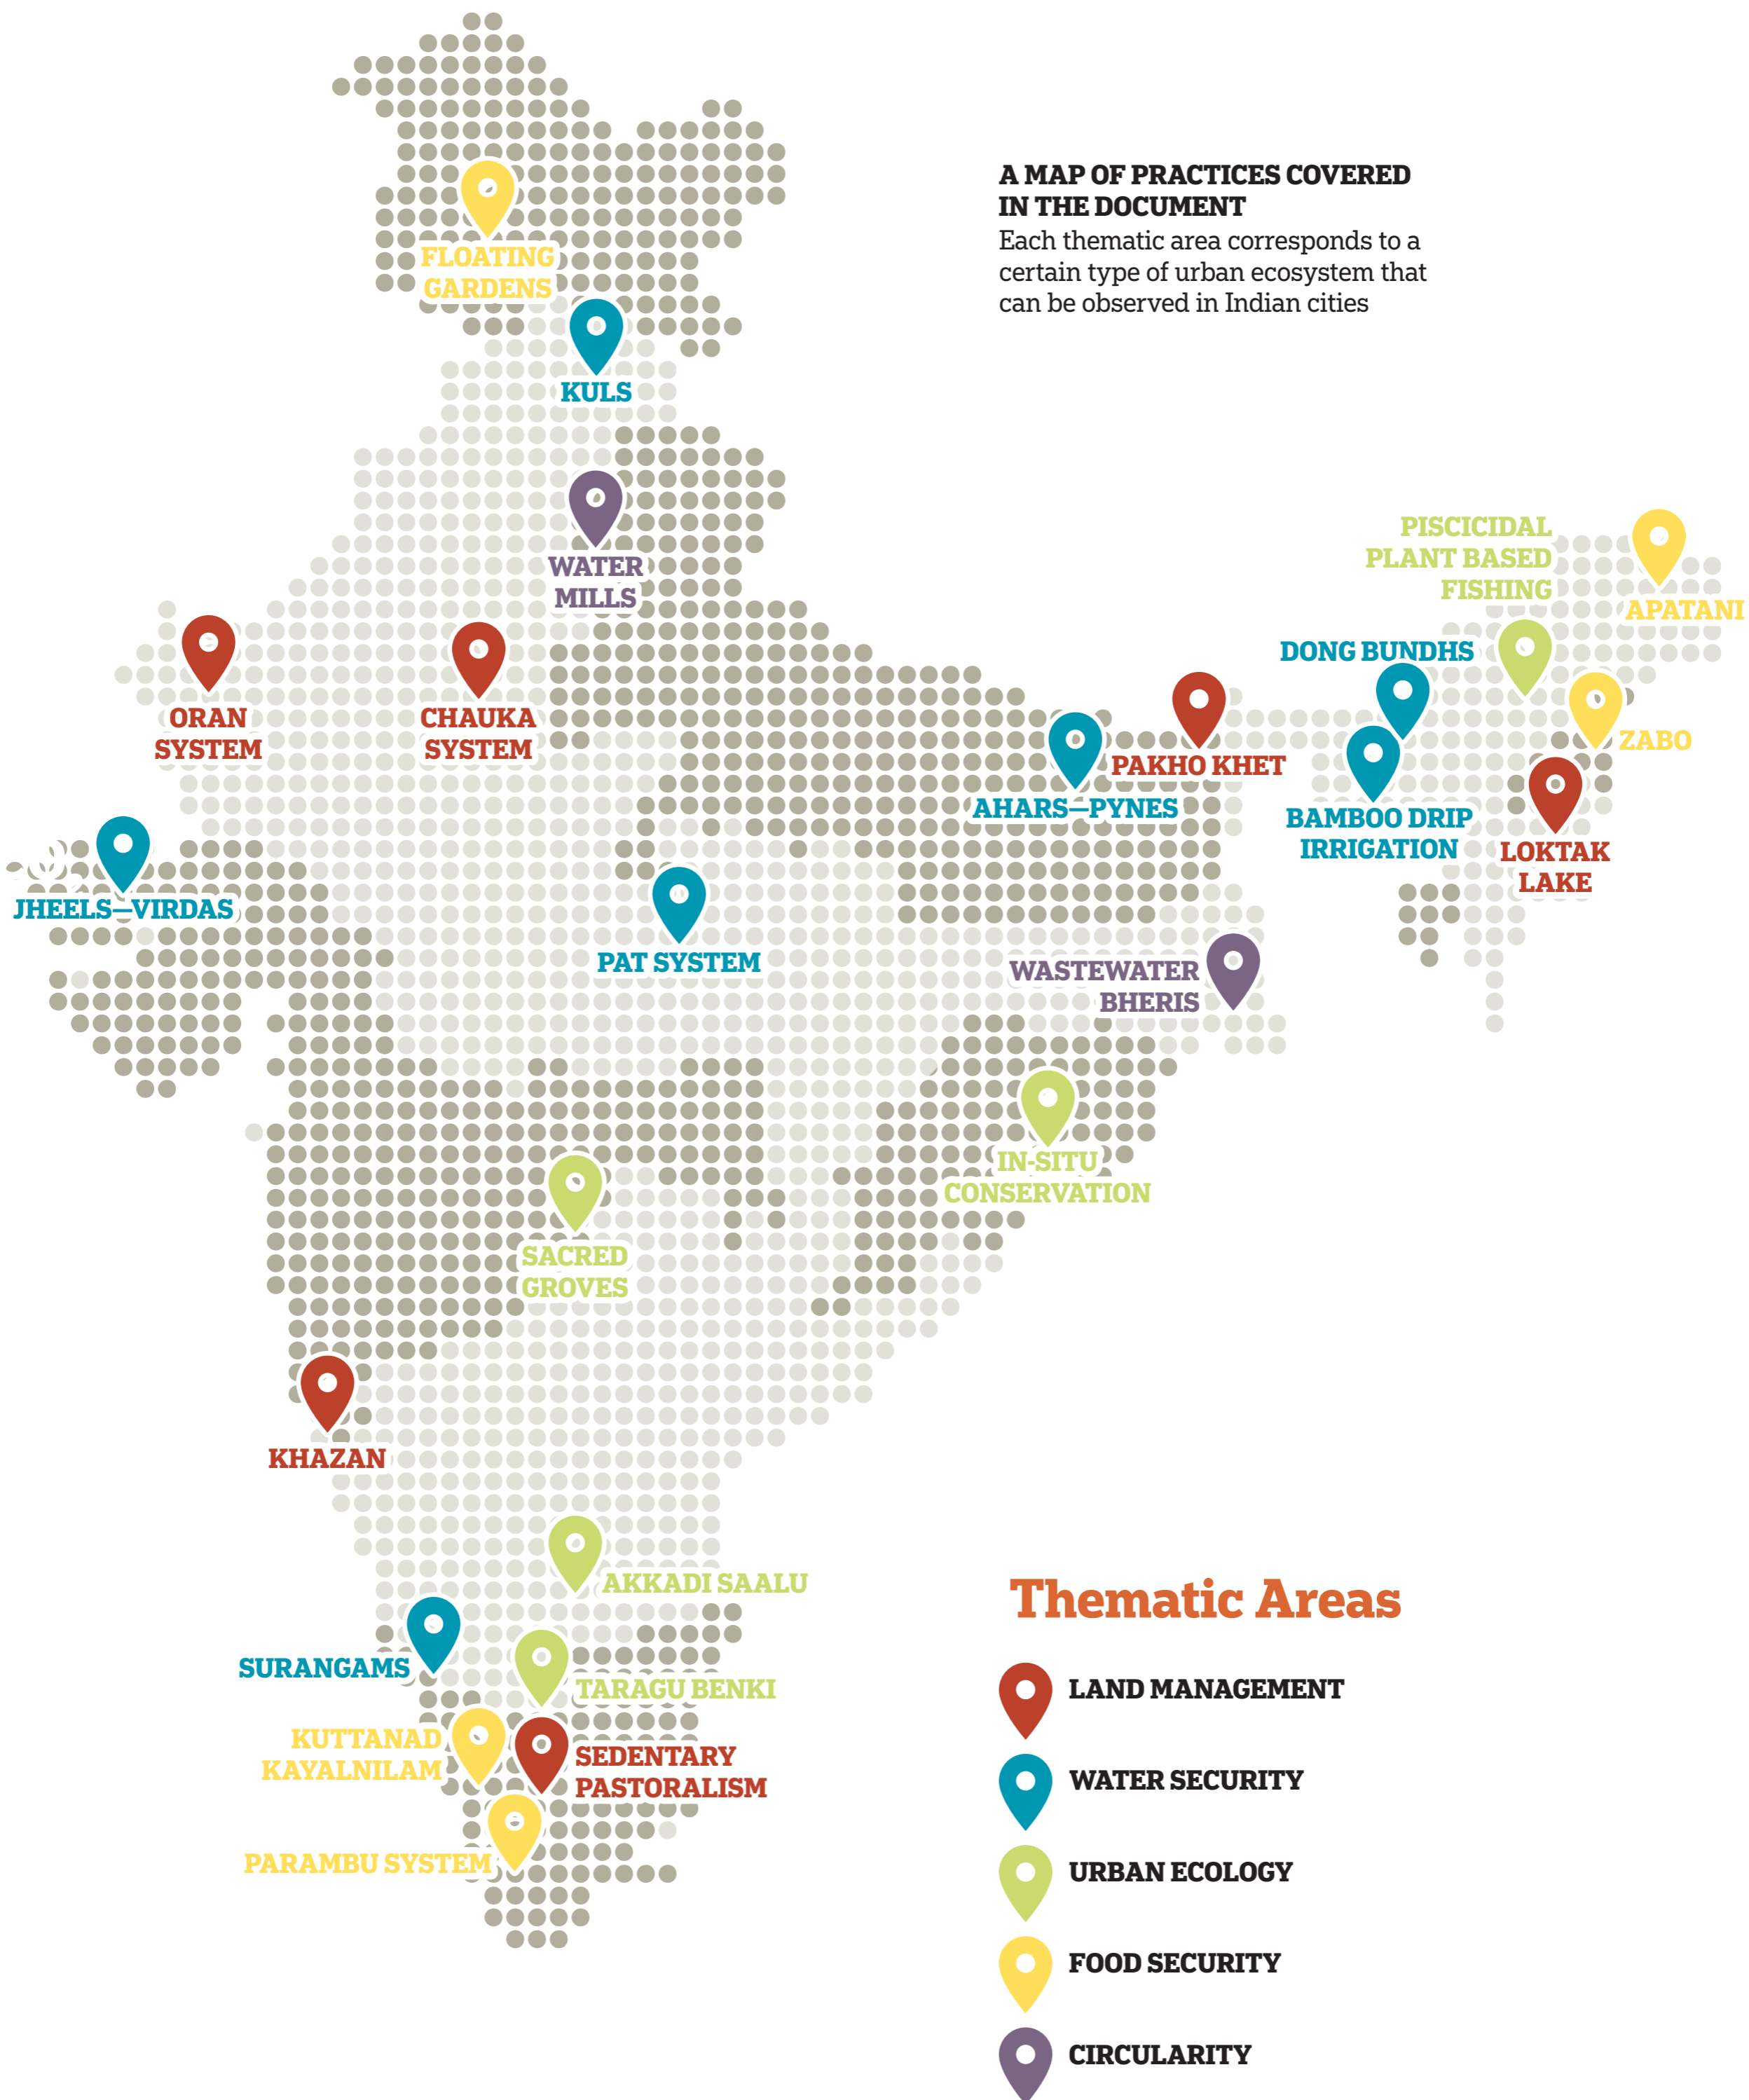 A MAP OF PRACTICES COVERED
IN THE DOCUMENT
Each thematic area corresponds to a
certain type of urban ecosystem that
can be observed in Indian cities
FLOATING
GARDENS
KULS
WATER
MILLS
PISCICIDAL
PLANT BASED
FISHING
APATANI
DONG BUNDHS
ORAN
SYSTEM
CHAUKA
SYSTEM
ZABO
PAKHO KHET
AHARS—PYNES
BAMBOO DRIP
IRRIGATION
LOKTAK
LAKE
JHEELS—VIRDAS
PAT SYSTEM
WASTEWATER
BHERIS
IN-SITU
CONSERVATION
SACRED
GROVES
KHAZAN
AKKADI SAALU
SURANGAMS
TARAGU BENKI
KUTTANAD
KAYALNILAM
SEDENTARY
PASTORALISM
PARAMBU SYSTEM
Thematic Areas
LAND MANAGEMENT
WATER SECURITY
URBAN ECOLOGY
FOOD SECURITY
CIRCULARITY